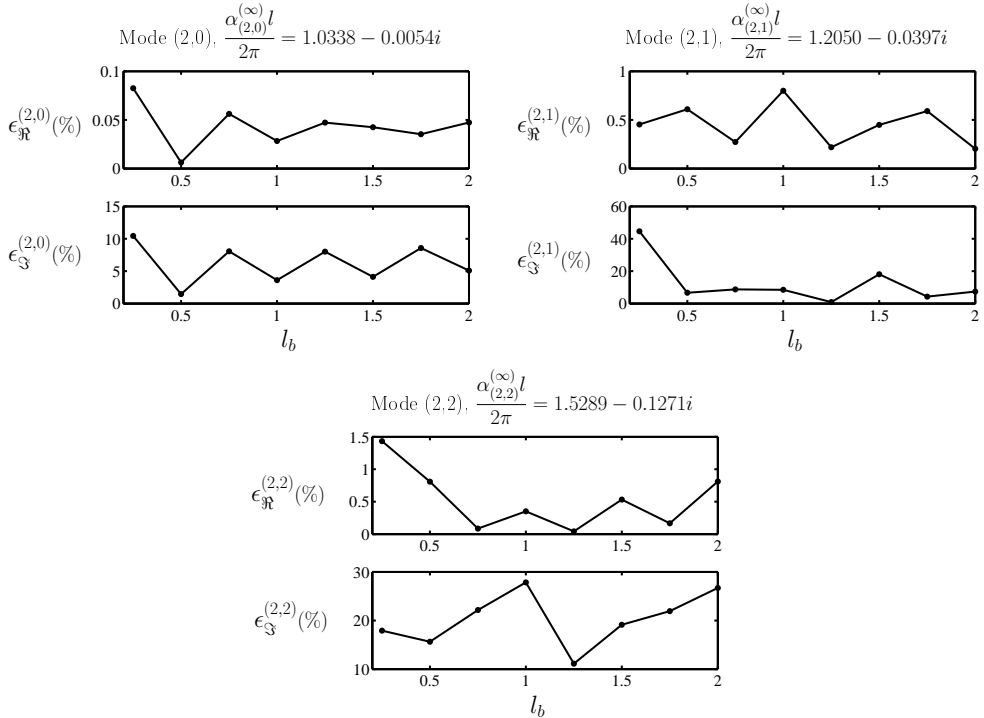 Mode (2,0), α_{(2,0)}^{(∞)} l / 2π = 1.0338 − 0.0054i
ϵ_ℜ^{(2,0)}(%)
0.1
0.05
0
0.5 1 1.5 2
ϵ_ℑ^{(2,0)}(%)
15
10
5
0
0.5 1 1.5 2
l_b
Mode (2,1), α_{(2,1)}^{(∞)} l / 2π = 1.2050 − 0.0397i
ϵ_ℜ^{(2,1)}(%)
1
0.5
0
0.5 1 1.5 2
ϵ_ℑ^{(2,1)}(%)
60
40
20
0
0.5 1 1.5 2
l_b
Mode (2,2), α_{(2,2)}^{(∞)} l / 2π = 1.5289 − 0.1271i
ϵ_ℜ^{(2,2)}(%)
1.5
1
0.5
0
0.5 1 1.5 2
ϵ_ℑ^{(2,2)}(%)
30
20
10
0.5 1 1.5 2
l_b